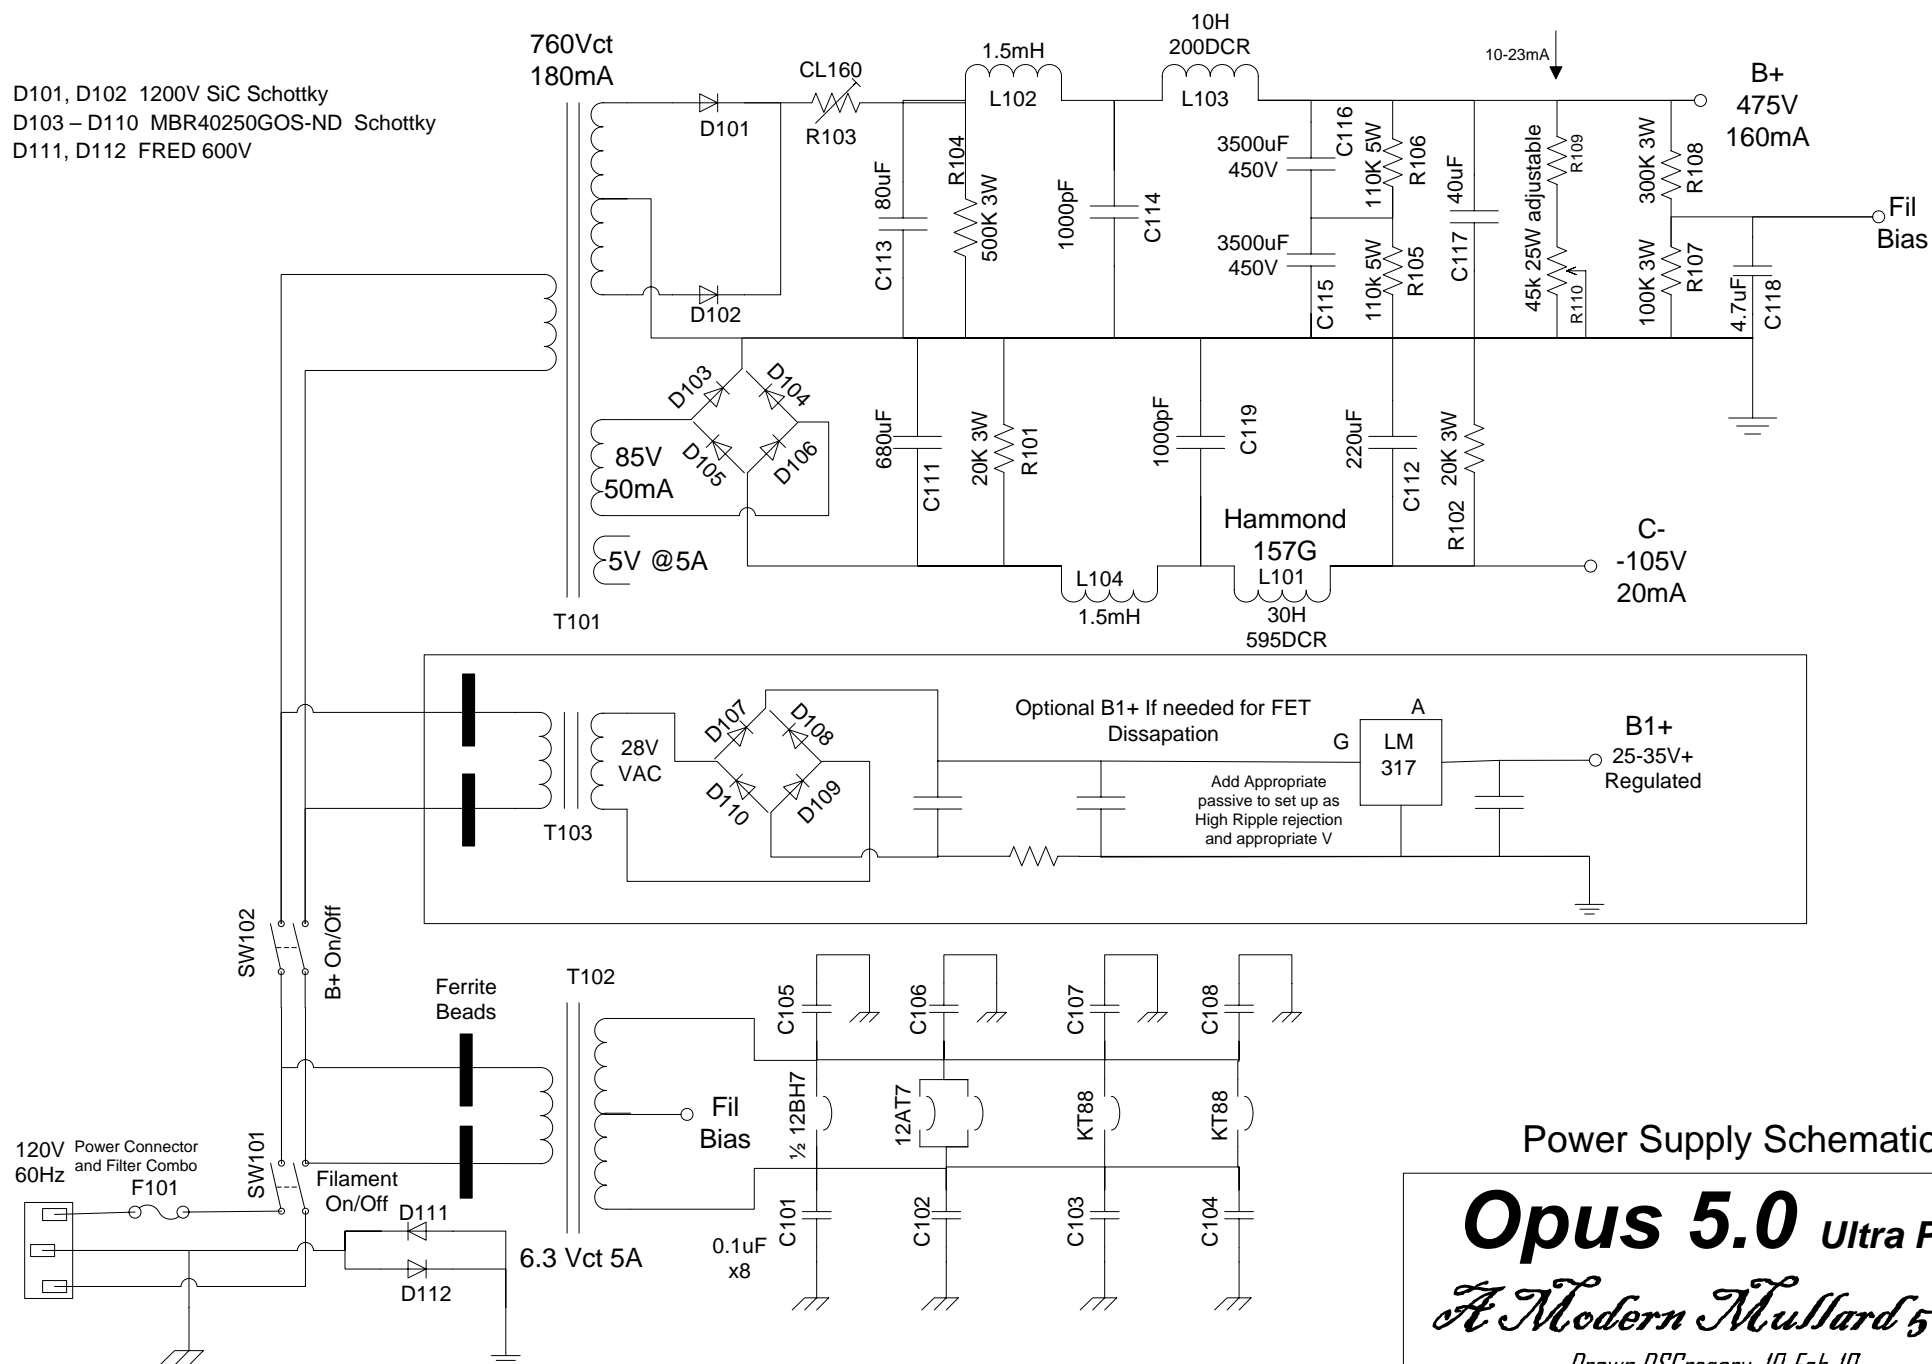 D101, D102 1200V SiC Schottky
D103 – D110 MBR40250GOS-ND Schottky
D111, D112 FRED 600V
760Vct
180mA
D101
D102
CL160
R103
80uF
C113
R104
500K 3W
1.5mH
L102
1000pF
C114
10H
200DCR
L103
3500uF
450V
C116
3500uF
450V
C115
110K 5W
R106
110k 5W
R105
40uF
C117
10-23mA
45k 25W adjustable
R109
R110
300K 3W
R108
100K 3W
R107
4.7uF
C118
B+
475V
160mA
Fil
Bias
D103
D104
D105
D106
85V
50mA
5V @5A
T101
680uF
C111
20K 3W
R101
1000pF
C119
220uF
C112
20K 3W
R102
L104
1.5mH
Hammond
157G
L101
30H
595DCR
C-
-105V
20mA
T103
28V
VAC
D107
D108
D110
D109
Optional B1+ If needed for FET
Dissapation
Add Appropriate
passive to set up as
High Ripple rejection
and appropriate V
G
A
LM
317
B1+
25-35V+
Regulated
SW102
B+ On/Off
Ferrite
Beads
T102
Fil
Bias
6.3 Vct 5A
C105
C106
C107
C108
½ 12BH7
12AT7
KT88
KT88
C101
C102
C103
C104
0.1uF
x8
120V
60Hz
Power Connector
and Filter Combo
F101
SW101
Filament
On/Off
D111
D112
Power Supply Schematic
Opus 5.0 Ultra
A Modern Mullard 5